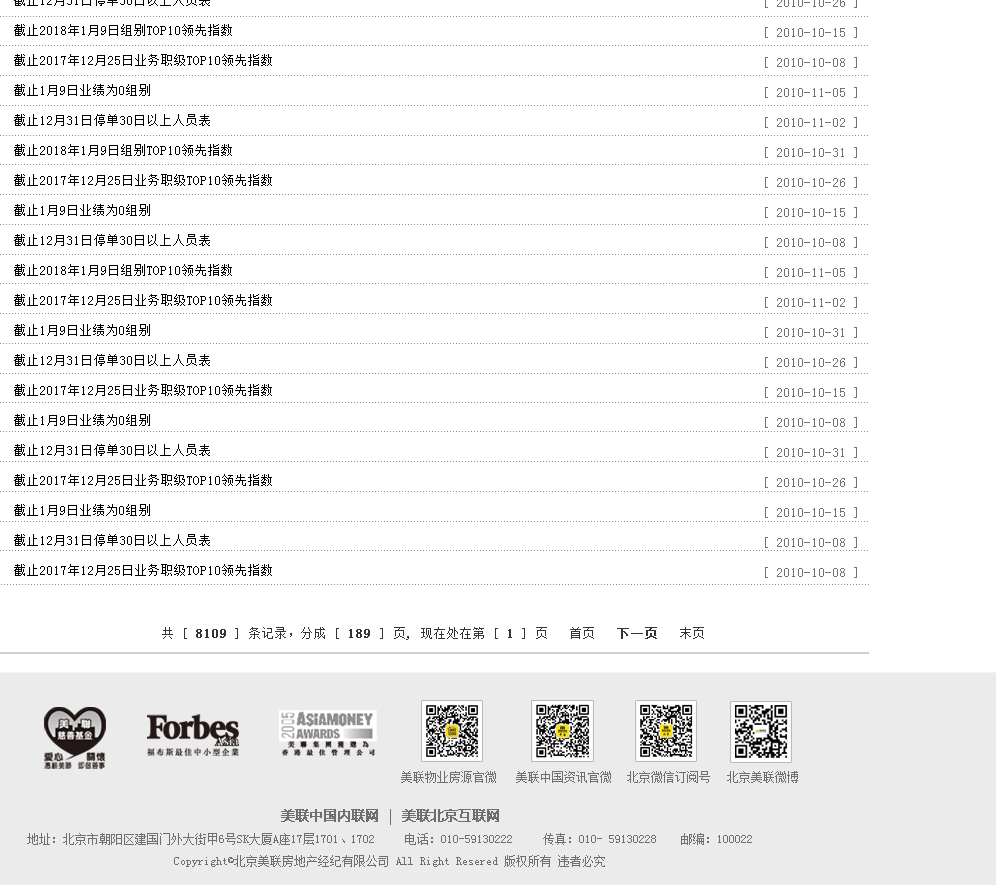 截止12月31日停单30日以上人员表 [ 2010-10-26 ]
截止2018年1月9日组别TOP10领先指数 [ 2010-10-15 ]
截止2017年12月25日业务职级TOP10领先指数 [ 2010-10-08 ]
截止1月9日业绩为0组别 [ 2010-11-05 ]
截止12月31日停单30日以上人员表 [ 2010-11-02 ]
截止2018年1月9日组别TOP10领先指数 [ 2010-10-31 ]
截止2017年12月25日业务职级TOP10领先指数 [ 2010-10-26 ]
截止1月9日业绩为0组别 [ 2010-10-15 ]
截止12月31日停单30日以上人员表 [ 2010-10-08 ]
截止2018年1月9日组别TOP10领先指数 [ 2010-11-05 ]
截止2017年12月25日业务职级TOP10领先指数 [ 2010-11-02 ]
截止1月9日业绩为0组别 [ 2010-10-31 ]
截止12月31日停单30日以上人员表 [ 2010-10-26 ]
截止2017年12月25日业务职级TOP10领先指数 [ 2010-10-15 ]
截止1月9日业绩为0组别 [ 2010-10-08 ]
截止12月31日停单30日以上人员表 [ 2010-10-31 ]
截止2017年12月25日业务职级TOP10领先指数 [ 2010-10-26 ]
截止1月9日业绩为0组别 [ 2010-10-15 ]
截止12月31日停单30日以上人员表 [ 2010-10-08 ]
截止2017年12月25日业务职级TOP10领先指数 [ 2010-10-08 ]
共 [ 8109 ] 条记录，分成 [ 189 ] 页, 现在处在第 [ 1 ] 页 首页 下一页 末页
美聯
慈善基金
愛心 關懷
Forbes
ASIA
福布斯最佳中小型企業
2005 ASIAMONEY
AWARDS
美聯集團獲選為
香港最佳管理公司
美联物业房源官微 美联中国资讯官微 北京微信订阅号 北京美联微博
美联中国内联网 | 美联北京互联网
地址: 北京市朝阳区建国门外大街甲6号SK大厦A座17层1701、1702 电话: 010-59130222 传真: 010- 59130228 邮编: 100022
Copyright©北京美联房地产经纪有限公司 All Right Resered 版权所有 违者必究